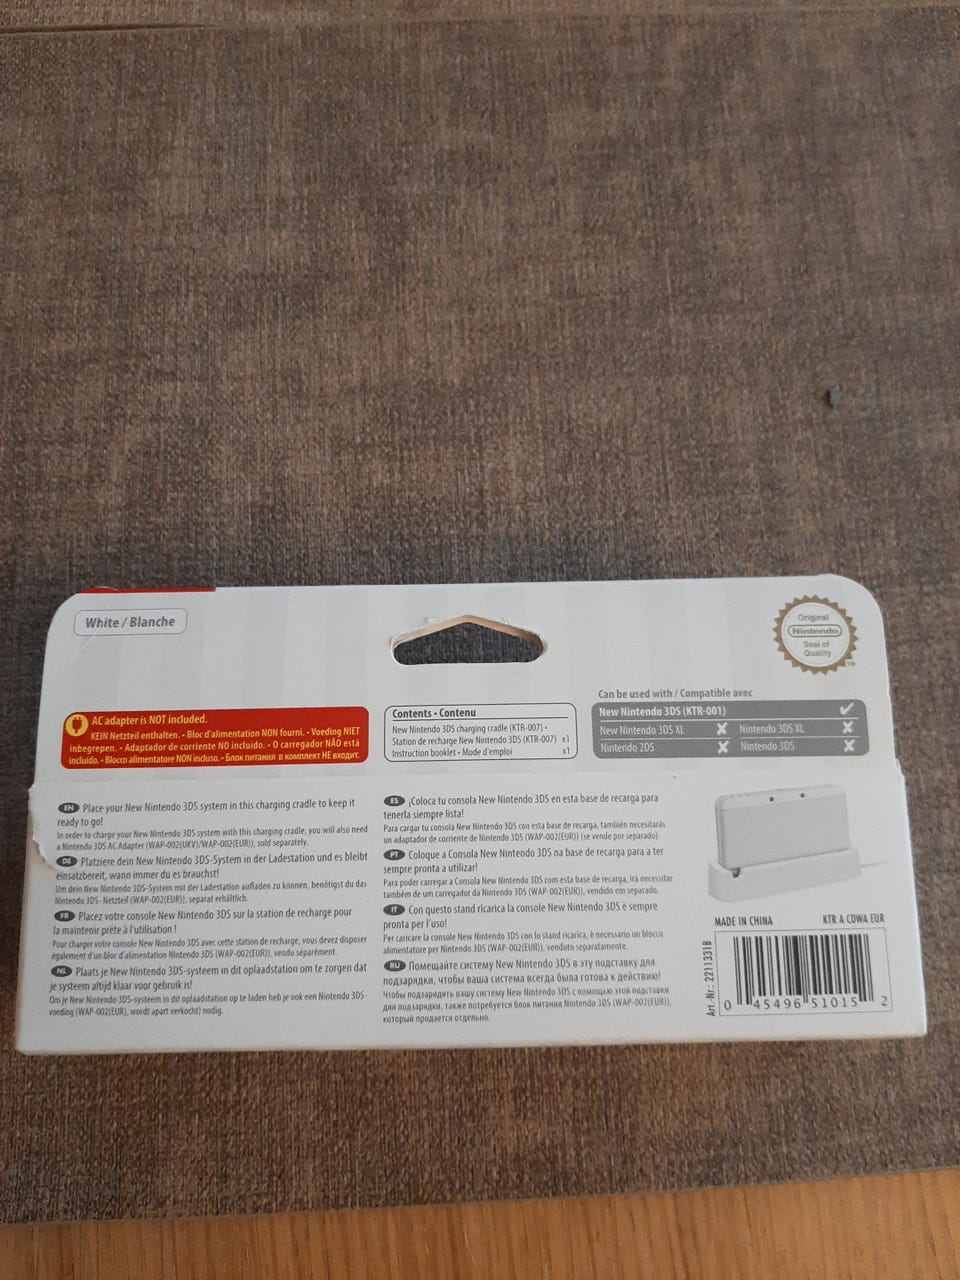 White / Blanche
Original
Nintendo
Seal of
Quality
TM
AC adapter is NOT included.
KEIN Netzteil enthalten. • Bloc d'alimentation NON fourni. • Voeding NIET
inbegrepen. • Adaptador de corriente NO incluido. • O carregador NÃO está
incluído. • Blocco alimentatore NON incluso. • Блок питания в комплект НЕ входит.
Contents • Contenu
New Nintendo 3DS charging cradle (KTR-007) •
Station de recharge New Nintendo 3DS (KTR-007) x1
Instruction booklet • Mode d'emploi x1
Can be used with / Compatible avec
New Nintendo 3DS (KTR-001) ✔
New Nintendo 3DS XL ✘ Nintendo 3DS XL ✘
Nintendo 2DS ✘ Nintendo 3DS ✘
EN Place your New Nintendo 3DS system in this charging cradle to keep it
ready to go!
In order to charge your New Nintendo 3DS system with this charging cradle, you will also need
a Nintendo 3DS AC Adapter (WAP-002(UKV)/WAP-002(EUR)), sold separately.
DE Platziere dein New Nintendo 3DS-System in der Ladestation und es bleibt
einsatzbereit, wann immer du es brauchst!
Um dein New Nintendo 3DS-System mit der Ladestation aufladen zu können, benötigst du das
Nintendo 3DS- Netzteil (WAP-002(EUR)), separat erhältlich.
FR Placez votre console New Nintendo 3DS sur la station de recharge pour
la maintenir prête à l'utilisation !
Pour charger votre console New Nintendo 3DS avec cette station de recharge, vous devez disposer
également d'un bloc d'alimentation Nintendo 3DS (WAP-002(EUR)), vendu séparément.
NL Plaats je New Nintendo 3DS-systeem in dit oplaadstation om te zorgen dat
je systeem altijd klaar voor gebruik is!
Om je New Nintendo 3DS-systeem in dit oplaadstation op te laden heb je ook een Nintendo 3DS-
voeding (WAP-002(EUR), wordt apart verkocht) nodig.
ES ¡Coloca tu consola New Nintendo 3DS en esta base de recarga para
tenerla siempre lista!
Para cargar tu consola New Nintendo 3DS con esta base de recarga, también necesitarás
un adaptador de corriente de Nintendo 3DS (WAP-002(EUR)) (se vende por separado).
PT Coloque a Consola New Nintendo 3DS na base de recarga para a ter
sempre pronta a utilizar!
Para poder carregar a Consola New Nintendo 3DS com esta base de recarga, irá necessitar
também de um carregador da Nintendo 3DS (WAP-002(EUR)), vendido em separado.
IT Con questo stand ricarica la console New Nintendo 3DS è sempre
pronta per l'uso!
Per caricare la console New Nintendo 3DS con lo stand ricarica, è necessario un blocco
alimentatore per Nintendo 3DS (WAP-002(EUR)), venduto separatamente.
RU Помещайте систему New Nintendo 3DS в эту подставку для
подзарядки, чтобы ваша система всегда была готова к действию!
Чтобы подзарядить вашу систему New Nintendo 3DS с помощью этой подставки
для подзарядки, также потребуется блок питания Nintendo 3DS (WAP-002(EUR)),
который продается отдельно.
MADE IN CHINA KTR A CDWA EUR
Art.-Nr.: 2211331B
0 45496 51015 2